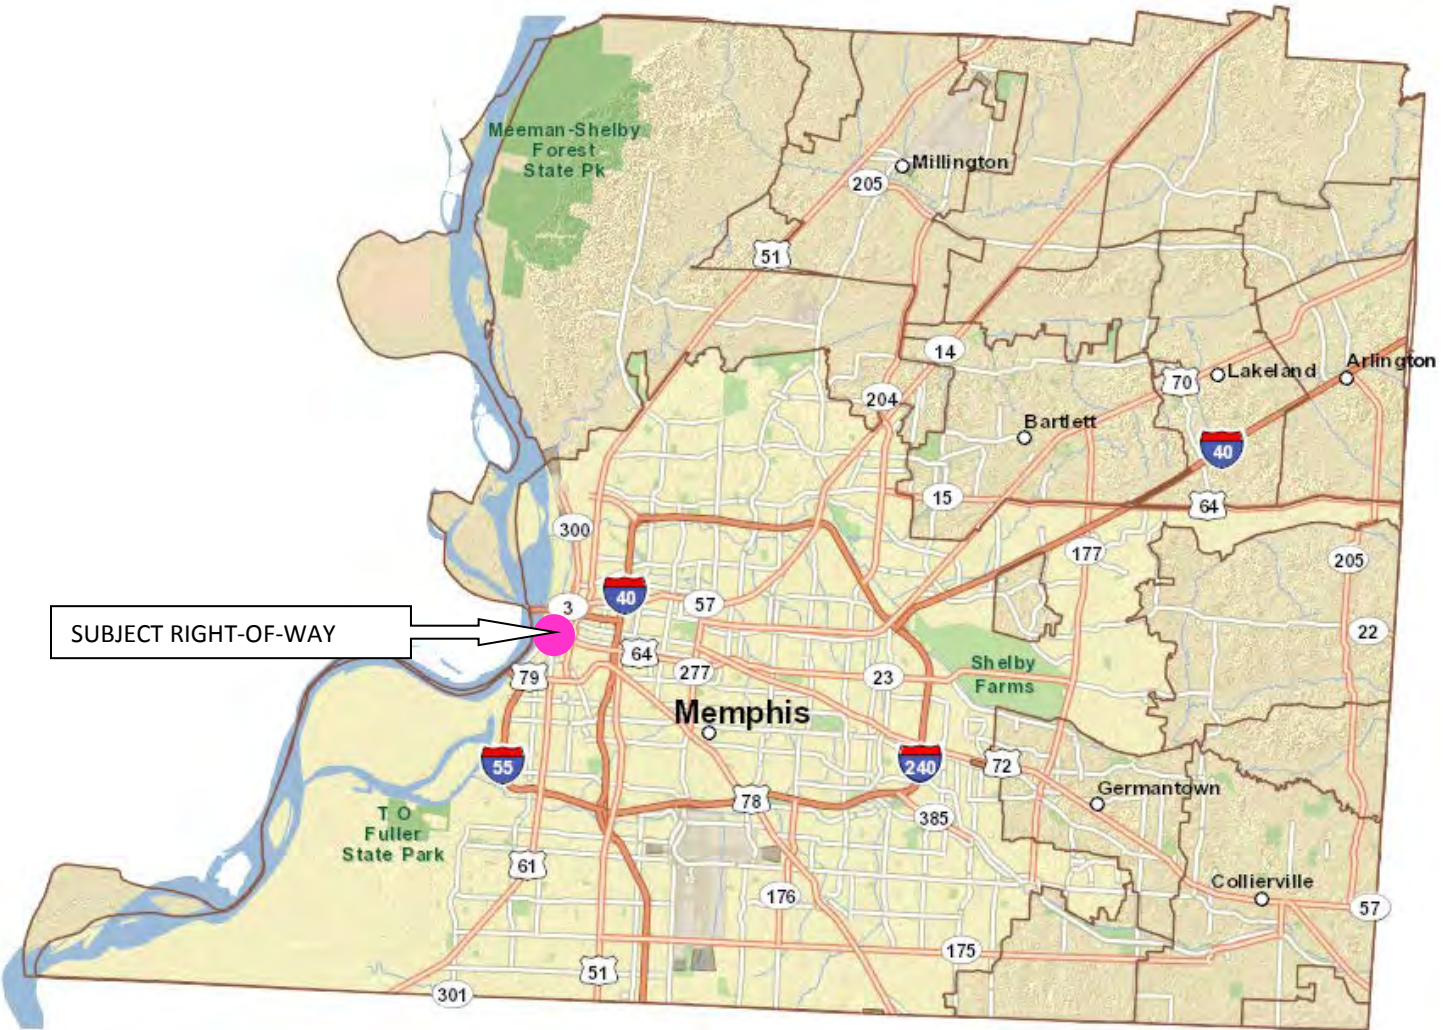 Meeman-Shelby
Forest
State Pk
Millington
205
51
14
Arlington
Lakeland
70
204
Bartlett
40
15
64
300
177
205
40
3
57
SUBJECT RIGHT-OF-WAY
22
64
79
277
23
Shelby
Farms
Memphis
55
240
72
78
Germantown
T O
Fuller
State Park
385
61
176
Collierville
57
175
51
301